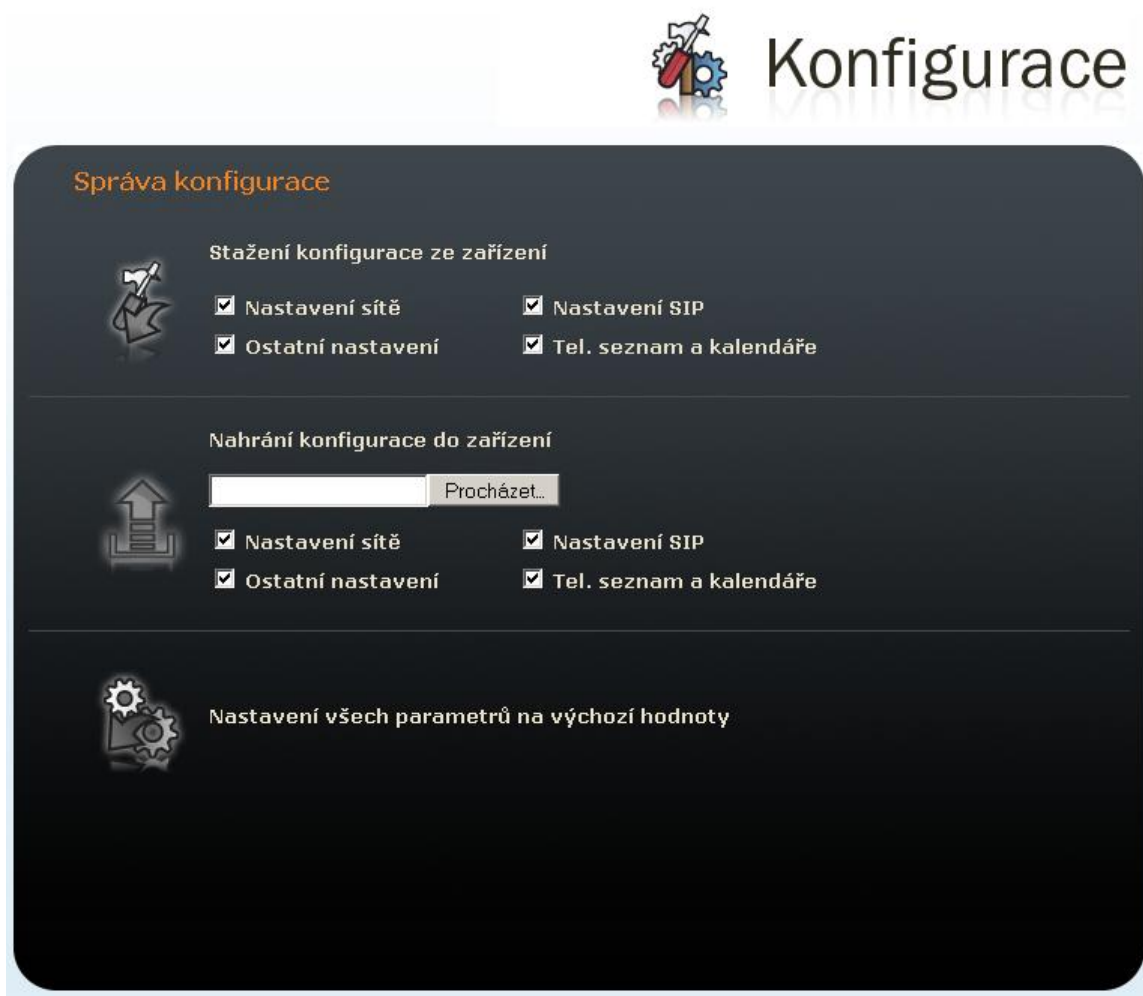 Konfigurace
Správa konfigurace
Stažení konfigurace ze zařízení
Nastavení sítě
Nastavení SIP
Ostatní nastavení
Tel. seznam a kalendáře
Nahrání konfigurace do zařízení
Procházet...
Nastavení sítě
Nastavení SIP
Ostatní nastavení
Tel. seznam a kalendáře
Nastavení všech parametrů na výchozí hodnoty